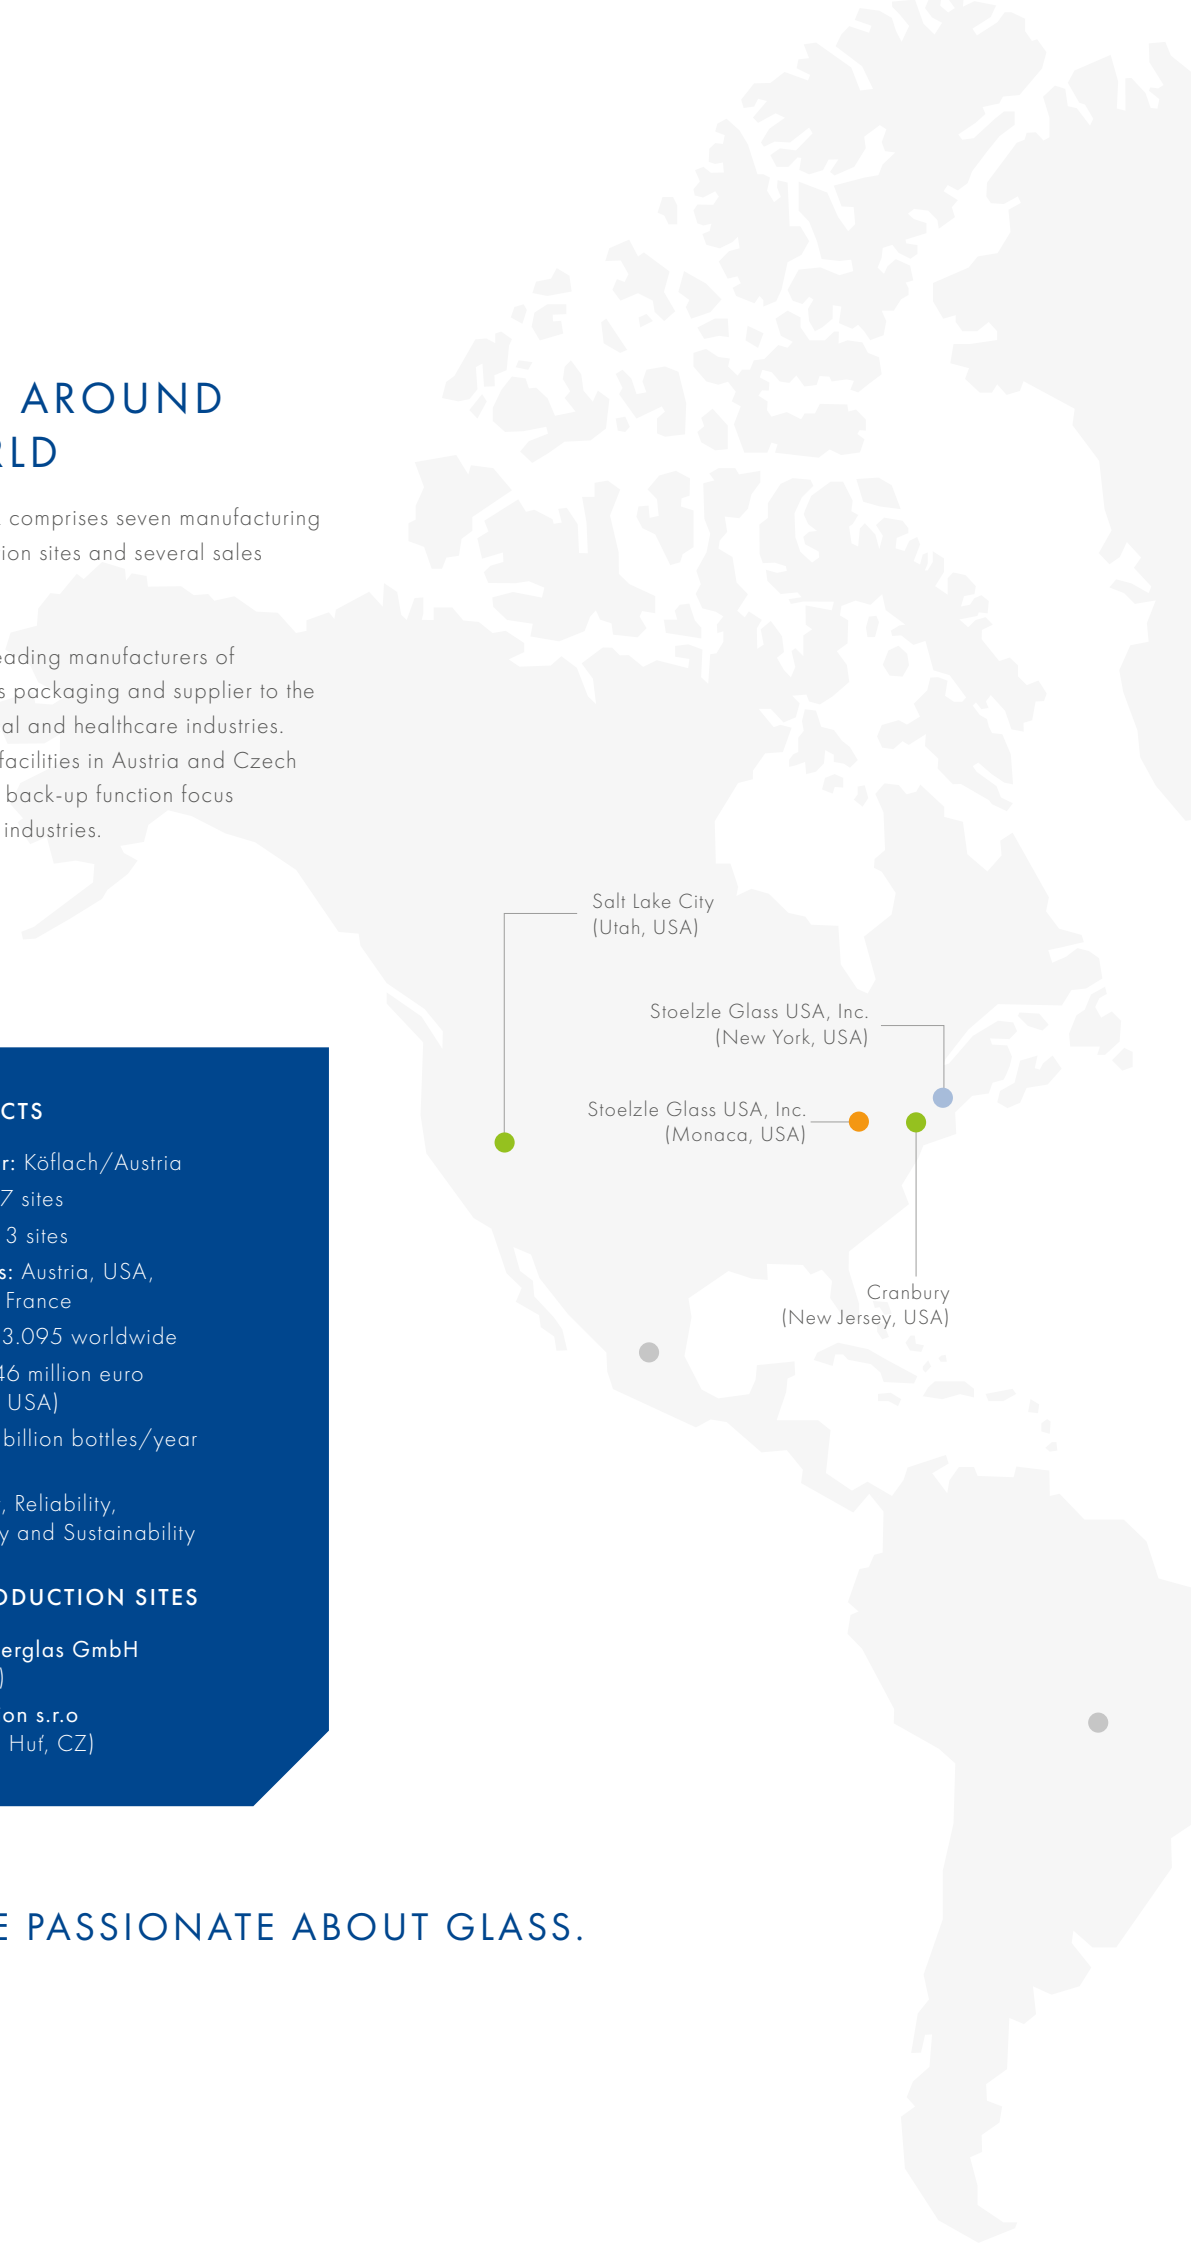 AROUND
RLD
comprises seven manufacturing
ion sites and several sales
eading manufacturers of
s packaging and supplier to the
al and healthcare industries.
facilities in Austria and Czech
back-up function focus
industries.
Salt Lake City
(Utah, USA)
Stoelzle Glass USA, Inc.
(New York, USA)
Stoelzle Glass USA, Inc.
(Monaca, USA)
Cranbury
(New Jersey, USA)
CTS
r: Köflach/Austria
7 sites
3 sites
s: Austria, USA,
France
3.095 worldwide
46 million euro
USA)
billion bottles/year
, Reliability,
y and Sustainability
ODUCTION SITES
erglas GmbH
)
ion s.r.o
Huť, CZ)
E PASSIONATE ABOUT GLASS.